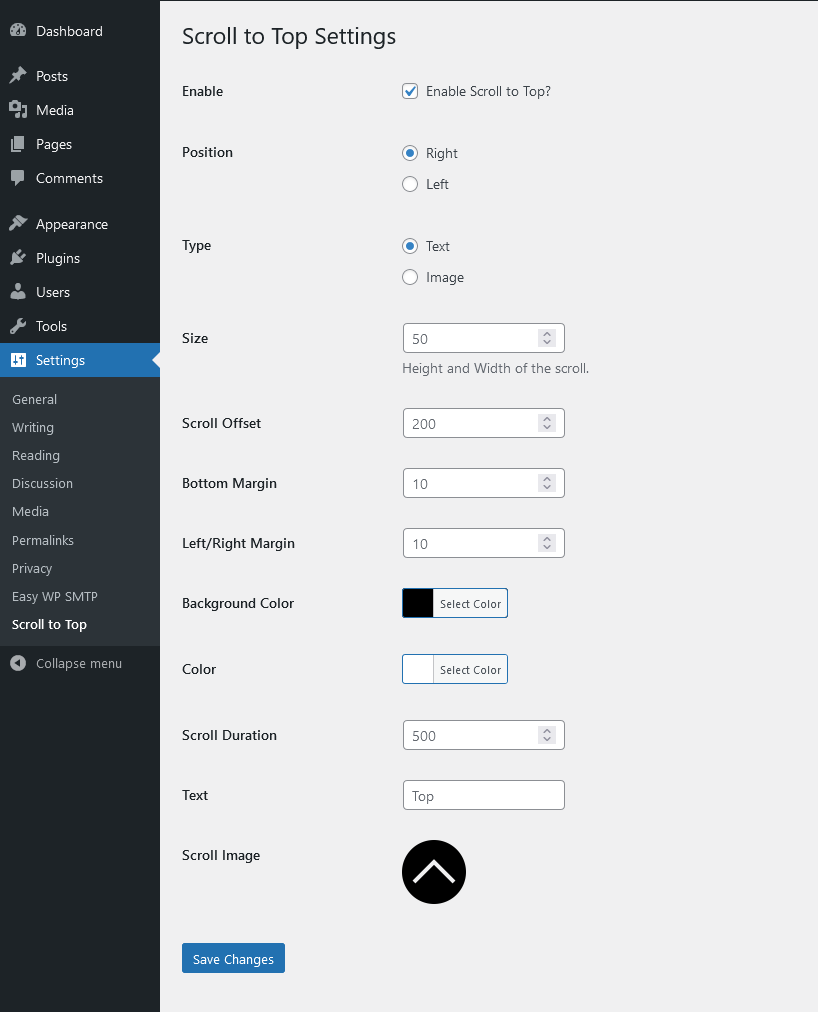 Dashboard
Posts
Media
Pages
Comments
Appearance
Plugins
Users
Tools
Settings
General
Writing
Reading
Discussion
Media
Permalinks
Privacy
Easy WP SMTP
Scroll to Top
Collapse menu
Scroll to Top Settings
Enable
Enable Scroll to Top?
Position
Right
Left
Type
Text
Image
Size
50
Height and Width of the scroll.
Scroll Offset
200
Bottom Margin
10
Left/Right Margin
10
Background Color
Select Color
Color
Select Color
Scroll Duration
500
Text
Top
Scroll Image
Save Changes